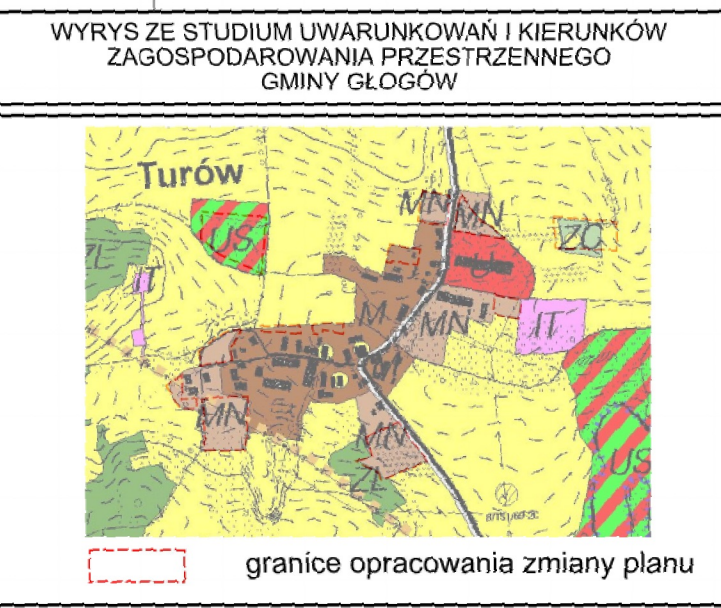 WYRYS ZE STUDIUM UWARUNKOWAŃ I KIERUNKÓW
ZAGOSPODAROWANIA PRZESTRZENNEGO
GMINY GŁOGÓW
Turów
MN MN
US
ZC
ZL
IT
U
M
MN
IT
MN
MN
US
ZL
granice opracowania zmiany planu